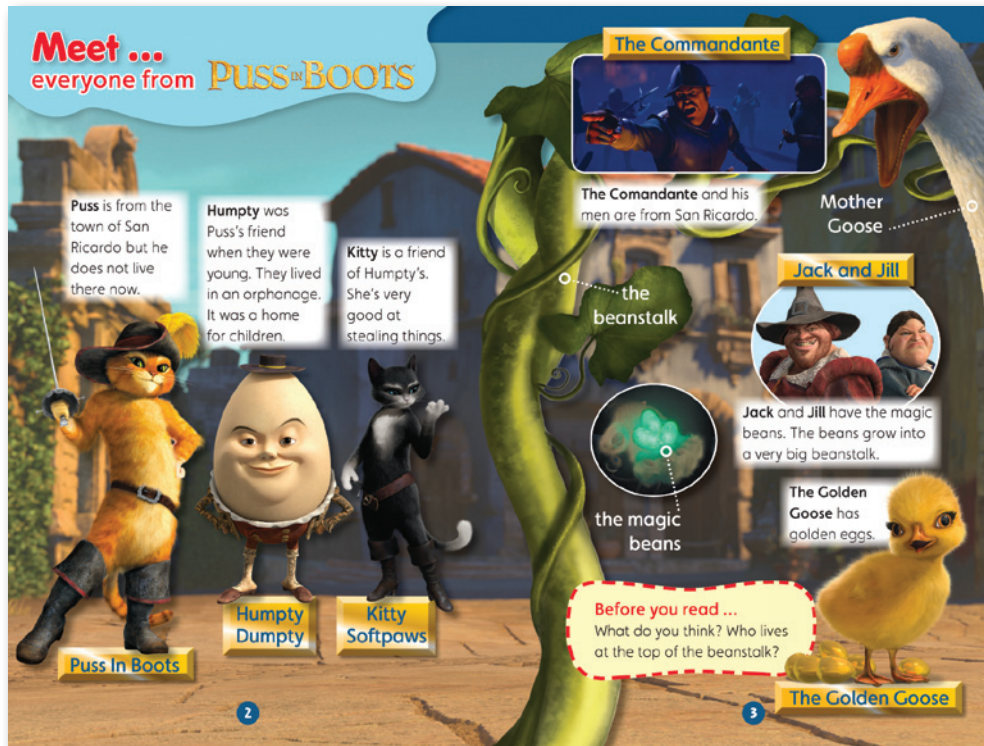 Meet ...
everyone from PUSS IN BOOTS
Puss is from the
town of San
Ricardo but he
does not live
there now.
Humpty was
Puss's friend
when they were
young. They lived
in an orphanage.
It was a home
for children.
Kitty is a friend
of Humpty's.
She's very
good at
stealing things.
Puss In Boots
Humpty
Dumpty
Kitty
Softpaws
2
The Commandante
The Comandante and his
men are from San Ricardo.
Mother
Goose
the
beanstalk
Jack and Jill
Jack and Jill have the magic
beans. The beans grow into
a very big beanstalk.
the magic
beans
The Golden
Goose has
golden eggs.
Before you read ...
What do you think? Who lives
at the top of the beanstalk?
The Golden Goose
3